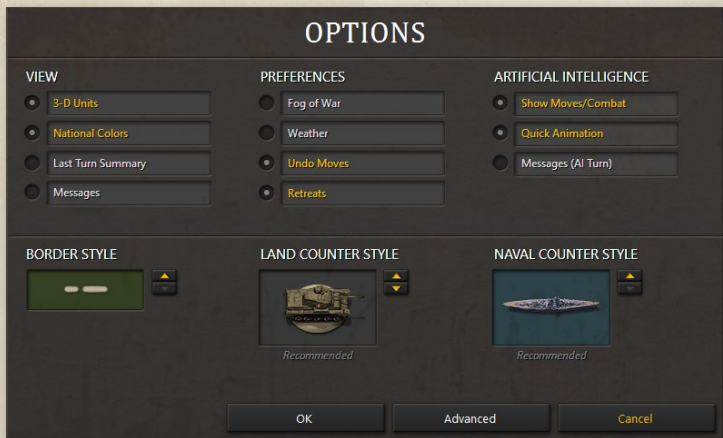 OPTIONS
VIEW
3-D Units
National Colors
Last Turn Summary
Messages
PREFERENCES
Fog of War
Weather
Undo Moves
Retreats
ARTIFICIAL INTELLIGENCE
Show Moves/Combat
Quick Animation
Messages (AI Turn)
BORDER STYLE
LAND COUNTER STYLE
Recommended
NAVAL COUNTER STYLE
Recommended
OK
Advanced
Cancel